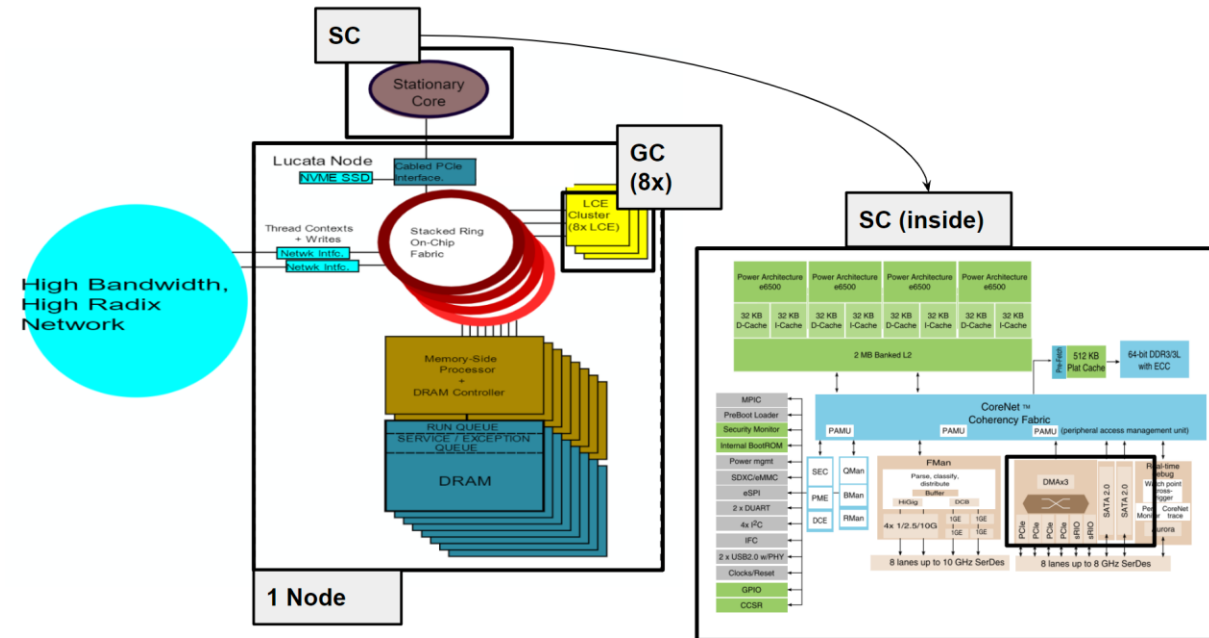 SC
Stationary
Core
GC
(8x)
Lucata Node
NVME SSD
Cabled PCIe
Interface.
LCE
Cluster
(8x LCE)
Thread Contexts
+ Writes
Netwk Intfc.
Netwk Intfc.
Stacked Ring
On-Chip
Fabric
High Bandwidth,
High Radix
Network
Memory-Side
Processor
+
DRAM Controller
RUN QUEUE
SERVICE / EXCEPTION
QUEUE
DRAM
1 Node
SC (inside)
Power Architecture
e6500
Power Architecture
e6500
Power Architecture
e6500
Power Architecture
e6500
32 KB
D-Cache
32 KB
I-Cache
32 KB
D-Cache
32 KB
I-Cache
32 KB
D-Cache
32 KB
I-Cache
32 KB
D-Cache
32 KB
I-Cache
2 MB Banked L2
Pre-Fetch
512 KB
Plat Cache
64-bit DDR3/3L
with ECC
CoreNet TM
Coherency Fabric
PAMU
PAMU
PAMU
(peripheral access management unit)
MPIC
PreBoot Loader
Security Monitor
Internal BootROM
Power mgmt
SDXC/eMMC
eSPI
2 x DUART
4x I²C
IFC
2 x USB2.0 w/PHY
Clocks/Reset
GPIO
CCSR
SEC
PME
DCE
QMan
BMan
RMan
FMan
Parse, classify,
distribute
Buffer
HiGig
DCB
4x 1/2.5/10G
1GE
1GE
1GE
1GE
8 lanes up to 10 GHz SerDes
DMAx3
PCIe
PCIe
PCIe
PCIe
sRIO
sRIO
SATA 2.0
SATA 2.0
CoreNet
trace
8 lanes up to 8 GHz SerDes